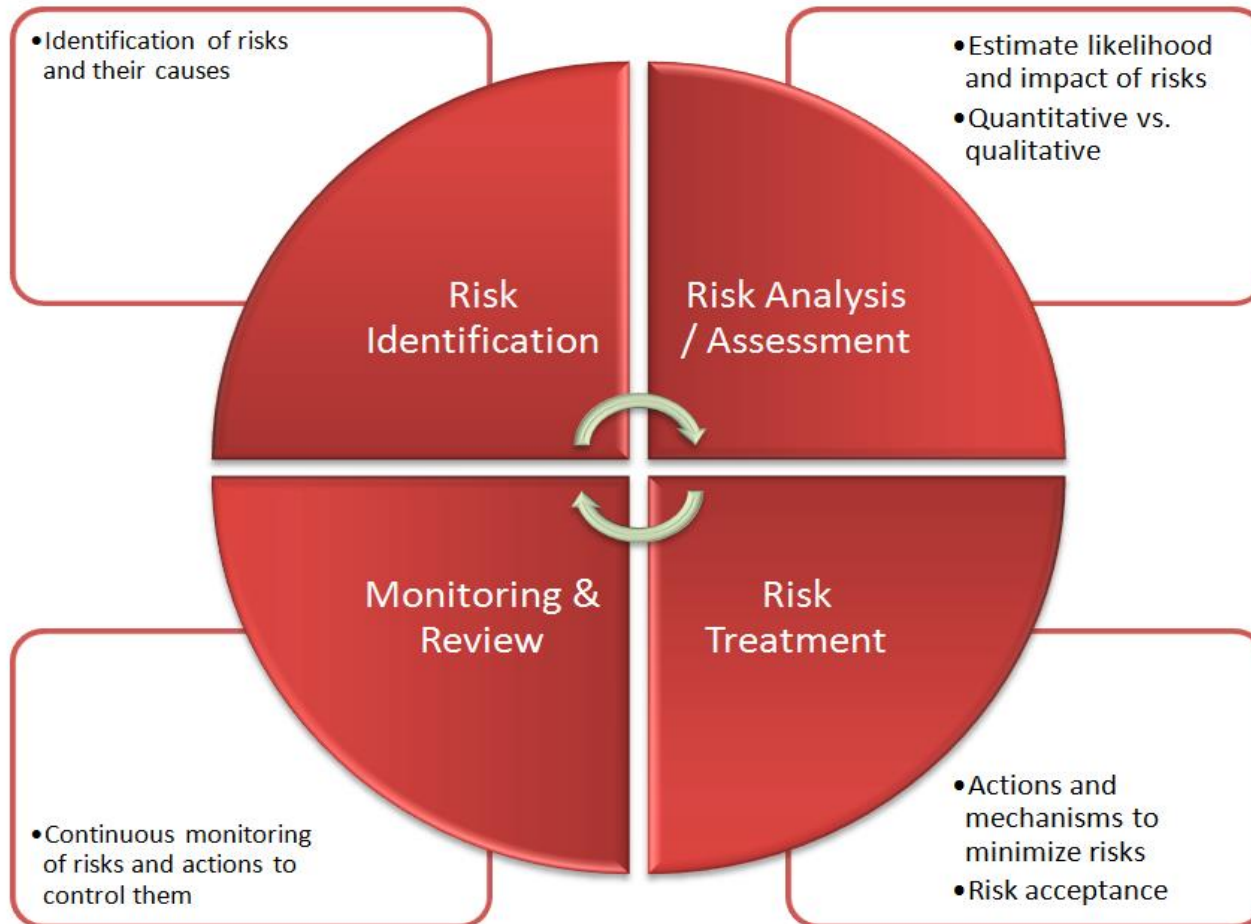 •Identification of risks
and their causes
•Estimate likelihood
and impact of risks
•Quantitative vs.
qualitative
Risk
Identification
Risk Analysis
/ Assessment
Monitoring &
Review
Risk
Treatment
•Continuous monitoring
of risks and actions to
control them
•Actions and
mechanisms to
minimize risks
•Risk acceptance